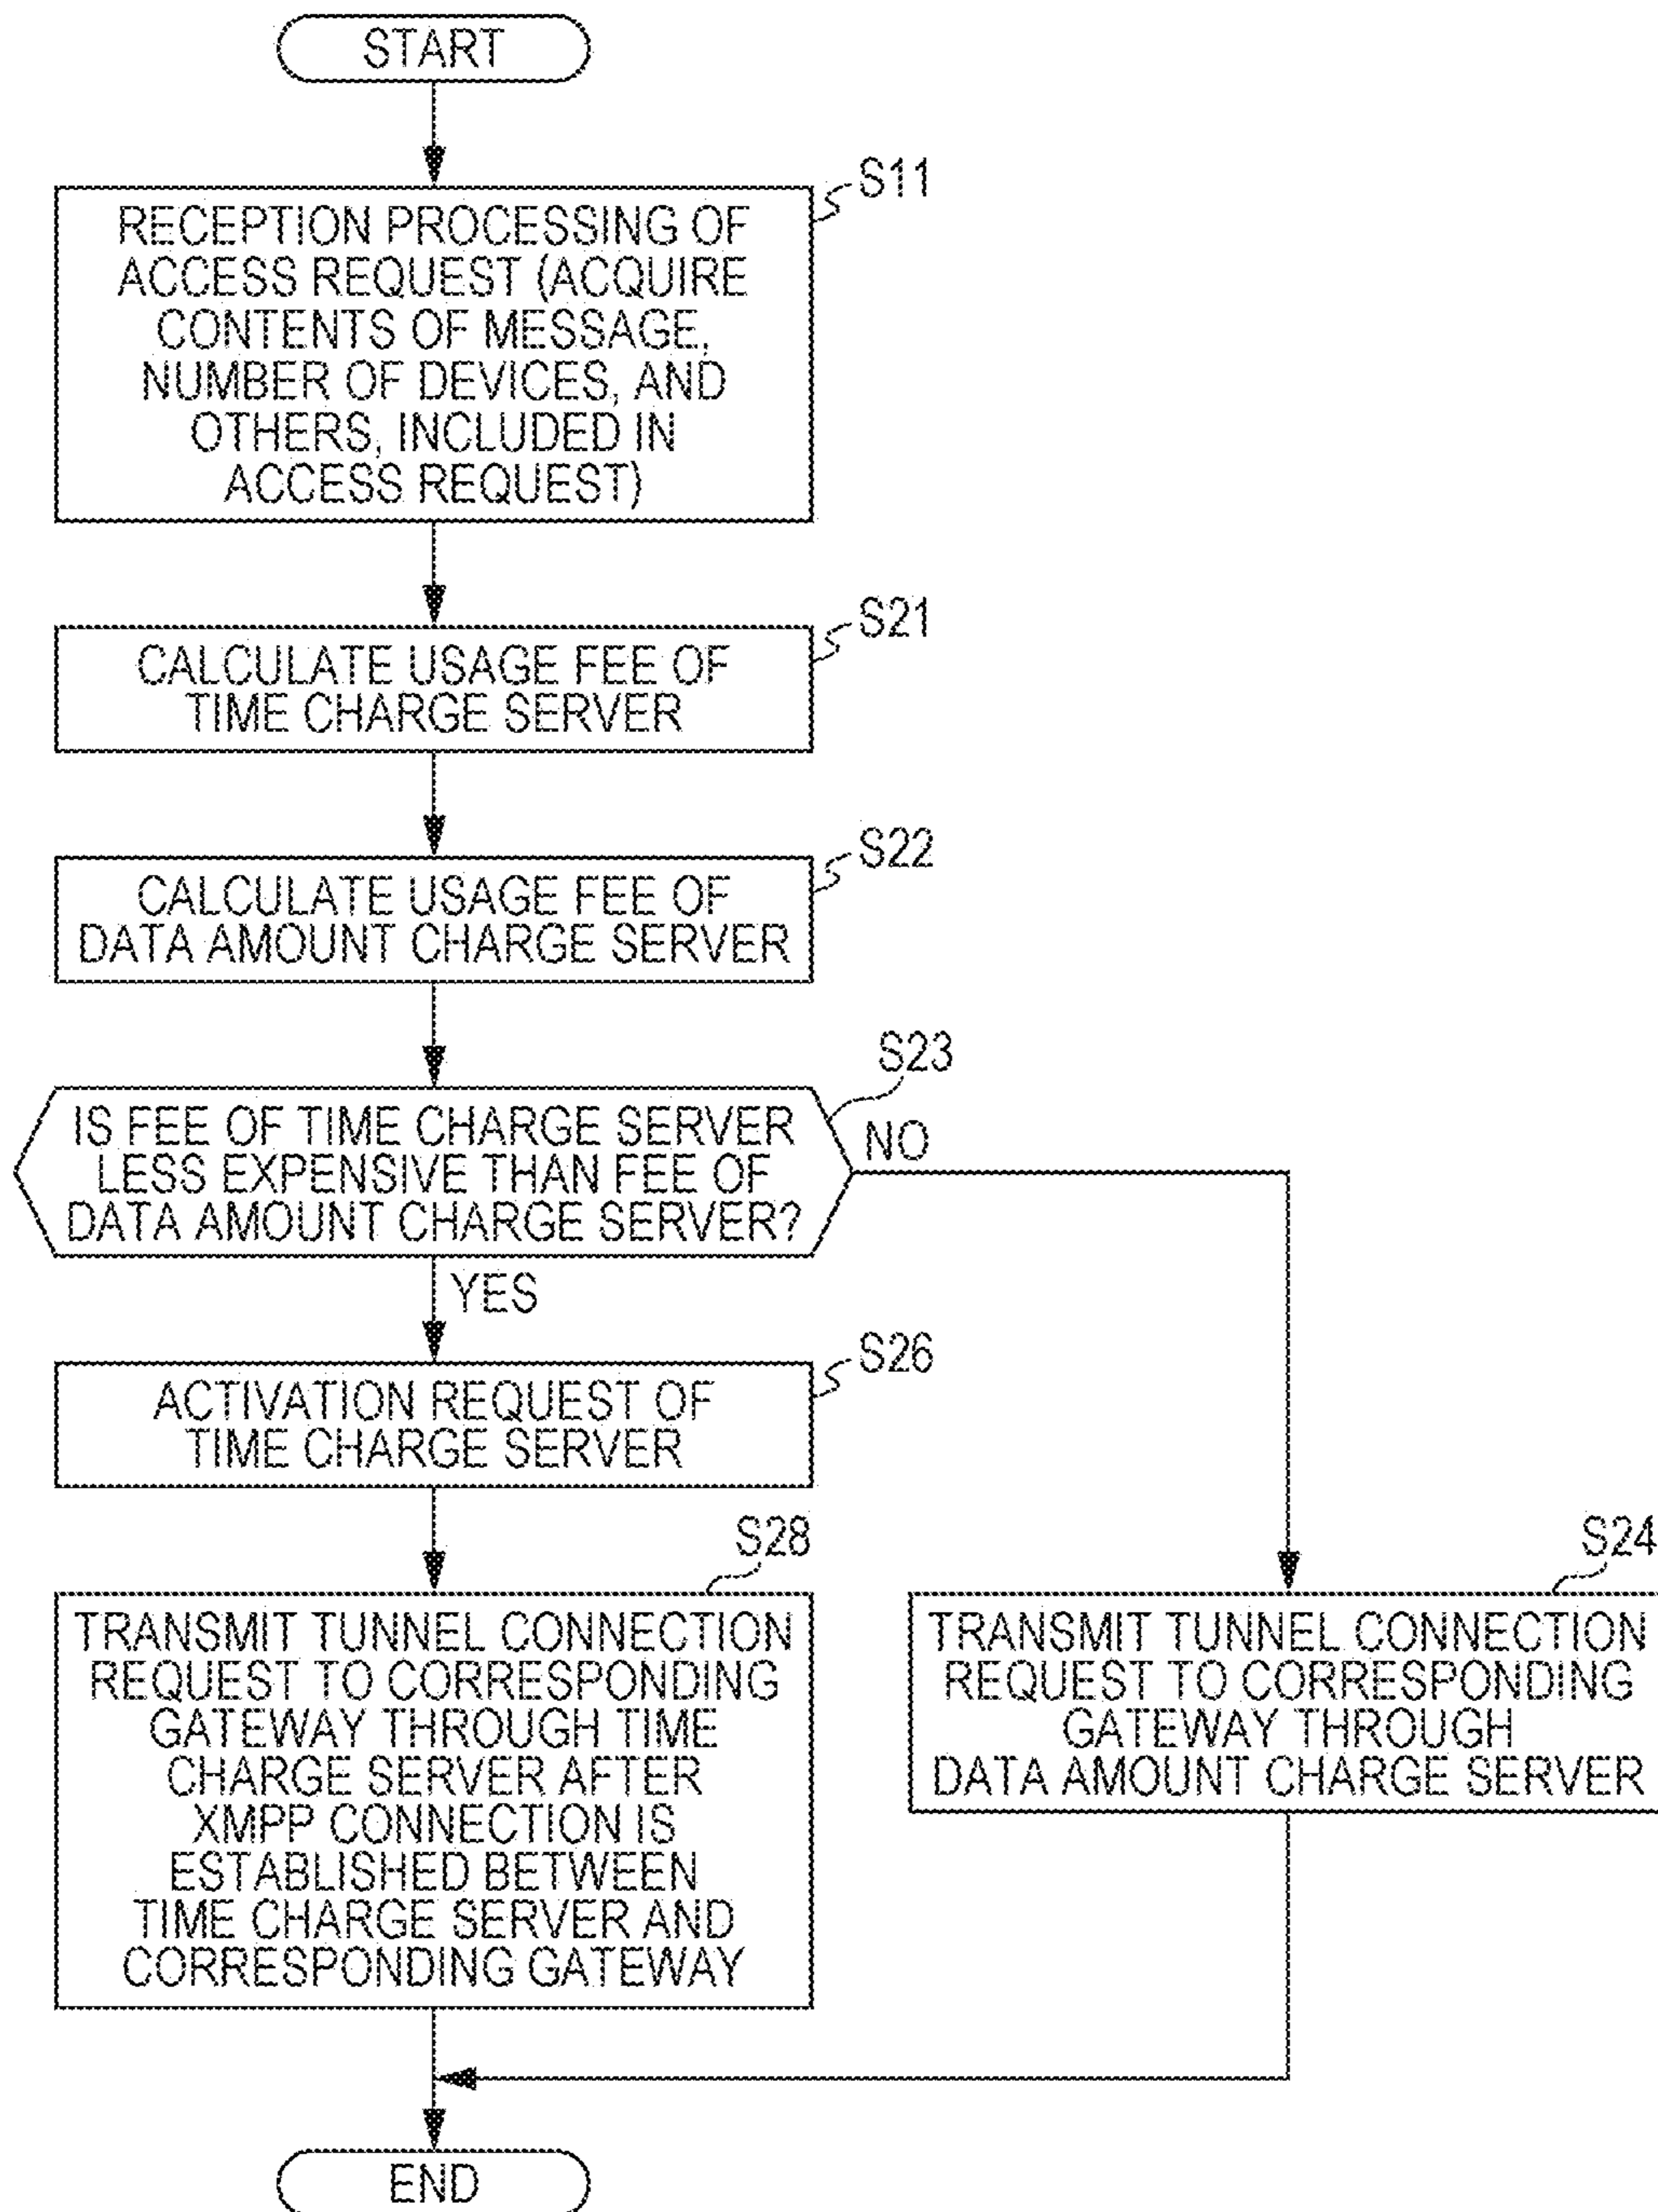 START
S11
RECEPTION PROCESSING OF
ACCESS REQUEST (ACQUIRE
CONTENTS OF MESSAGE,
NUMBER OF DEVICES, AND
OTHERS, INCLUDED IN
ACCESS REQUEST)
S21
CALCULATE USAGE FEE OF
TIME CHARGE SERVER
S22
CALCULATE USAGE FEE OF
DATA AMOUNT CHARGE SERVER
S23
IS FEE OF TIME CHARGE SERVER
LESS EXPENSIVE THAN FEE OF
DATA AMOUNT CHARGE SERVER?
NO
YES
S26
ACTIVATION REQUEST OF
TIME CHARGE SERVER
S28
TRANSMIT TUNNEL CONNECTION
REQUEST TO CORRESPONDING
GATEWAY THROUGH TIME
CHARGE SERVER AFTER
XMPP CONNECTION IS
ESTABLISHED BETWEEN
TIME CHARGE SERVER AND
CORRESPONDING GATEWAY
S24
TRANSMIT TUNNEL CONNECTION
REQUEST TO CORRESPONDING
GATEWAY THROUGH
DATA AMOUNT CHARGE SERVER
END